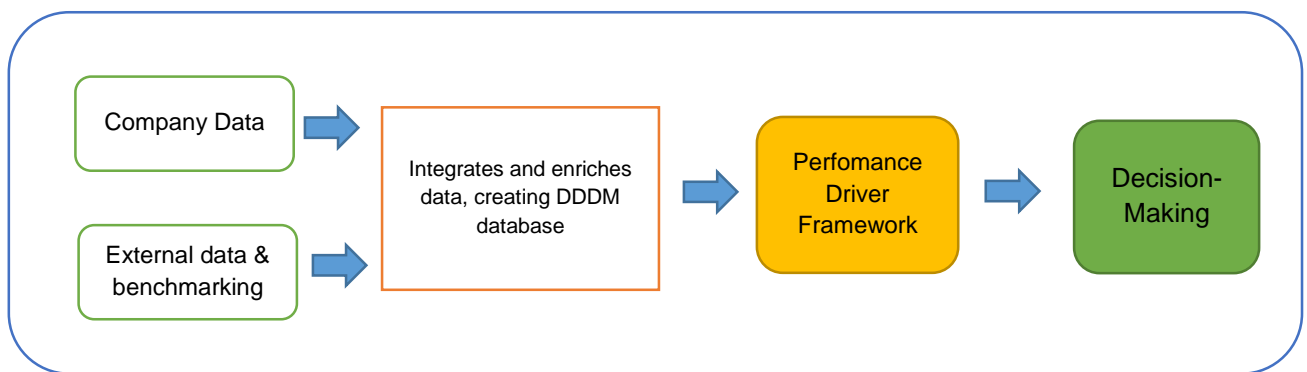 Company Data
External data &
benchmarking
Integrates and enriches
data, creating DDDM
database
Perfomance
Driver
Framework
Decision-
Making